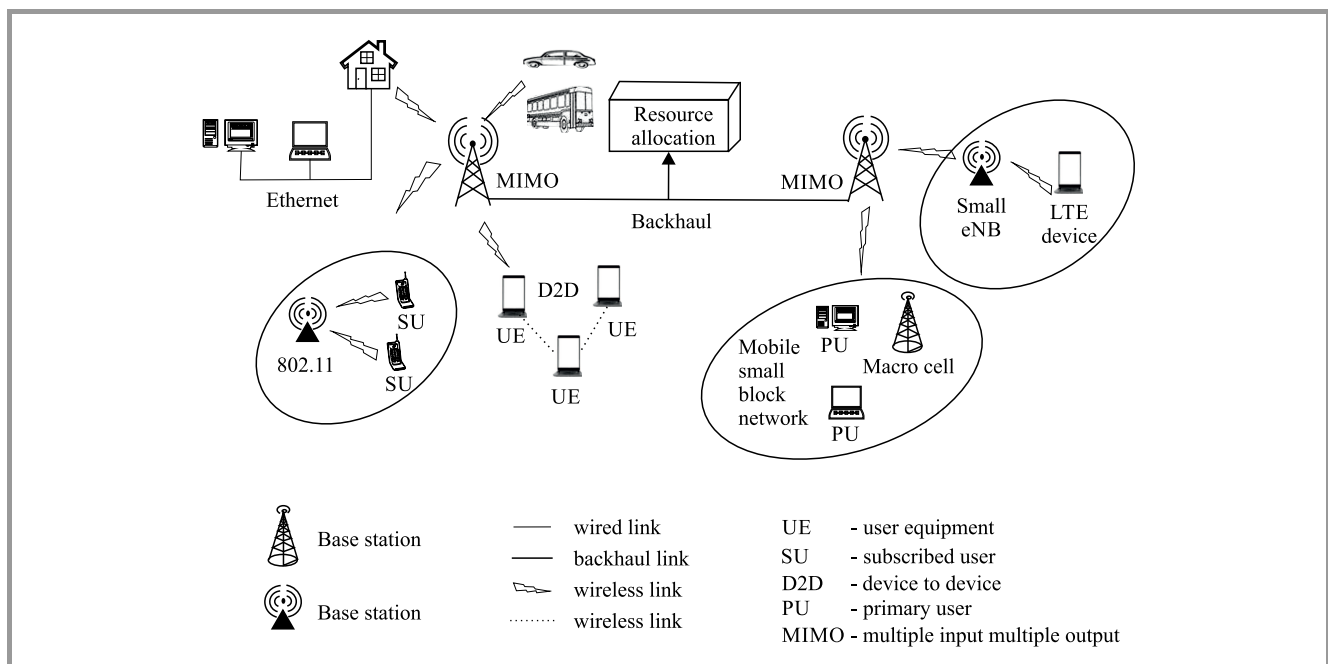 Resource
allocation
MIMO
MIMO
Ethernet
Backhaul
Small
eNB
LTE
device
D2D
UE
UE
UE
SU
SU
802.11
PU
Macro cell
Mobile
small
block
network
PU
Base station
Base station
wired link
backhaul link
wireless link
wireless link
UE - user equipment
SU - subscribed user
D2D - device to device
PU - primary user
MIMO - multiple input multiple output